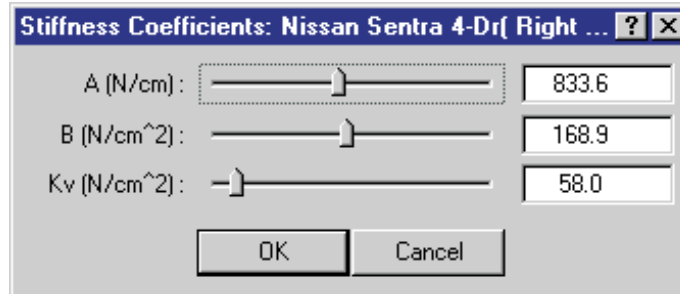 Stiffness Coefficients: Nissan Sentra 4-Dr( Right ... ? X
A (N/cm) : 833.6
B (N/cm^2) : 168.9
Kv (N/cm^2) : 58.0
OK Cancel